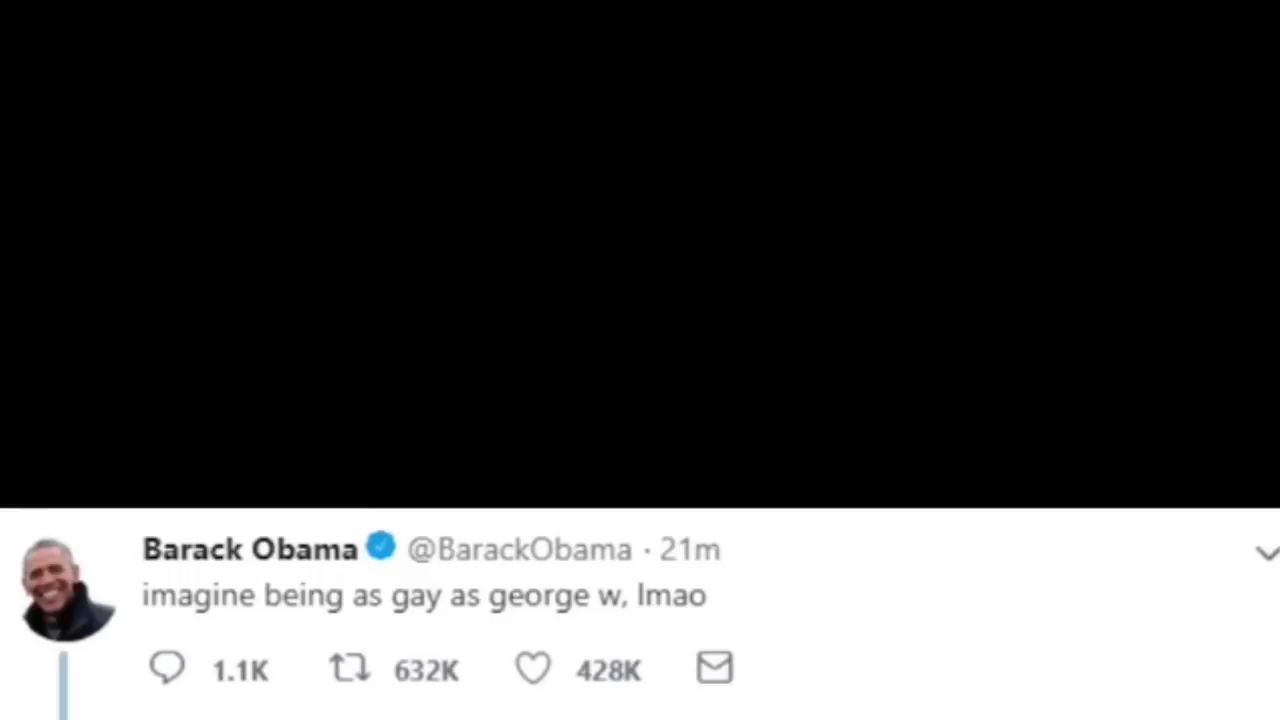 Barack Obama @BarackObama · 21m
imagine being as gay as george w, lmao
1.1K 632K 428K